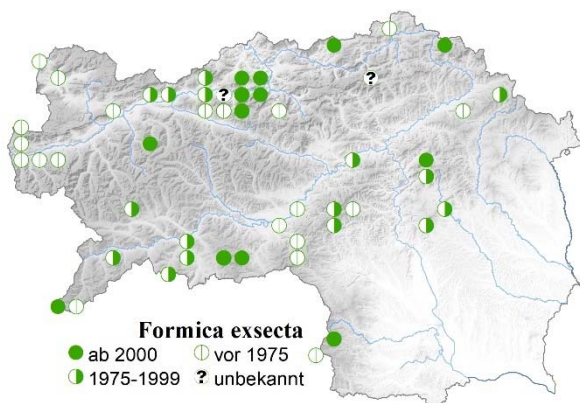 ?
?
Formica exsecta
ab 2000 vor 1975
1975-1999 ? unbekannt